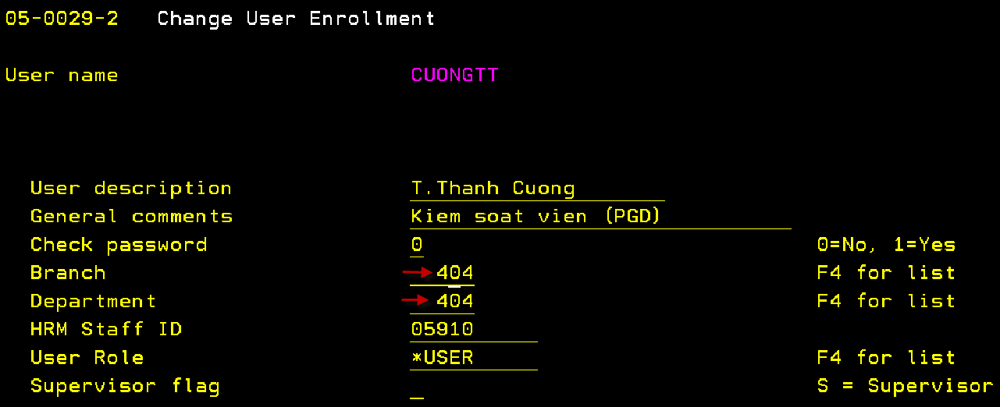 05-0029-2 Change User Enrollment
User name CUONGTT
User description T.Thanh Cuong
General comments Kiem soat vien (PGD)
Check password 0 0=No, 1=Yes
Branch 404 F4 for list
Department 404 F4 for list
HRM Staff ID 05910
User Role *USER F4 for list
Supervisor flag _ S = Supervisor